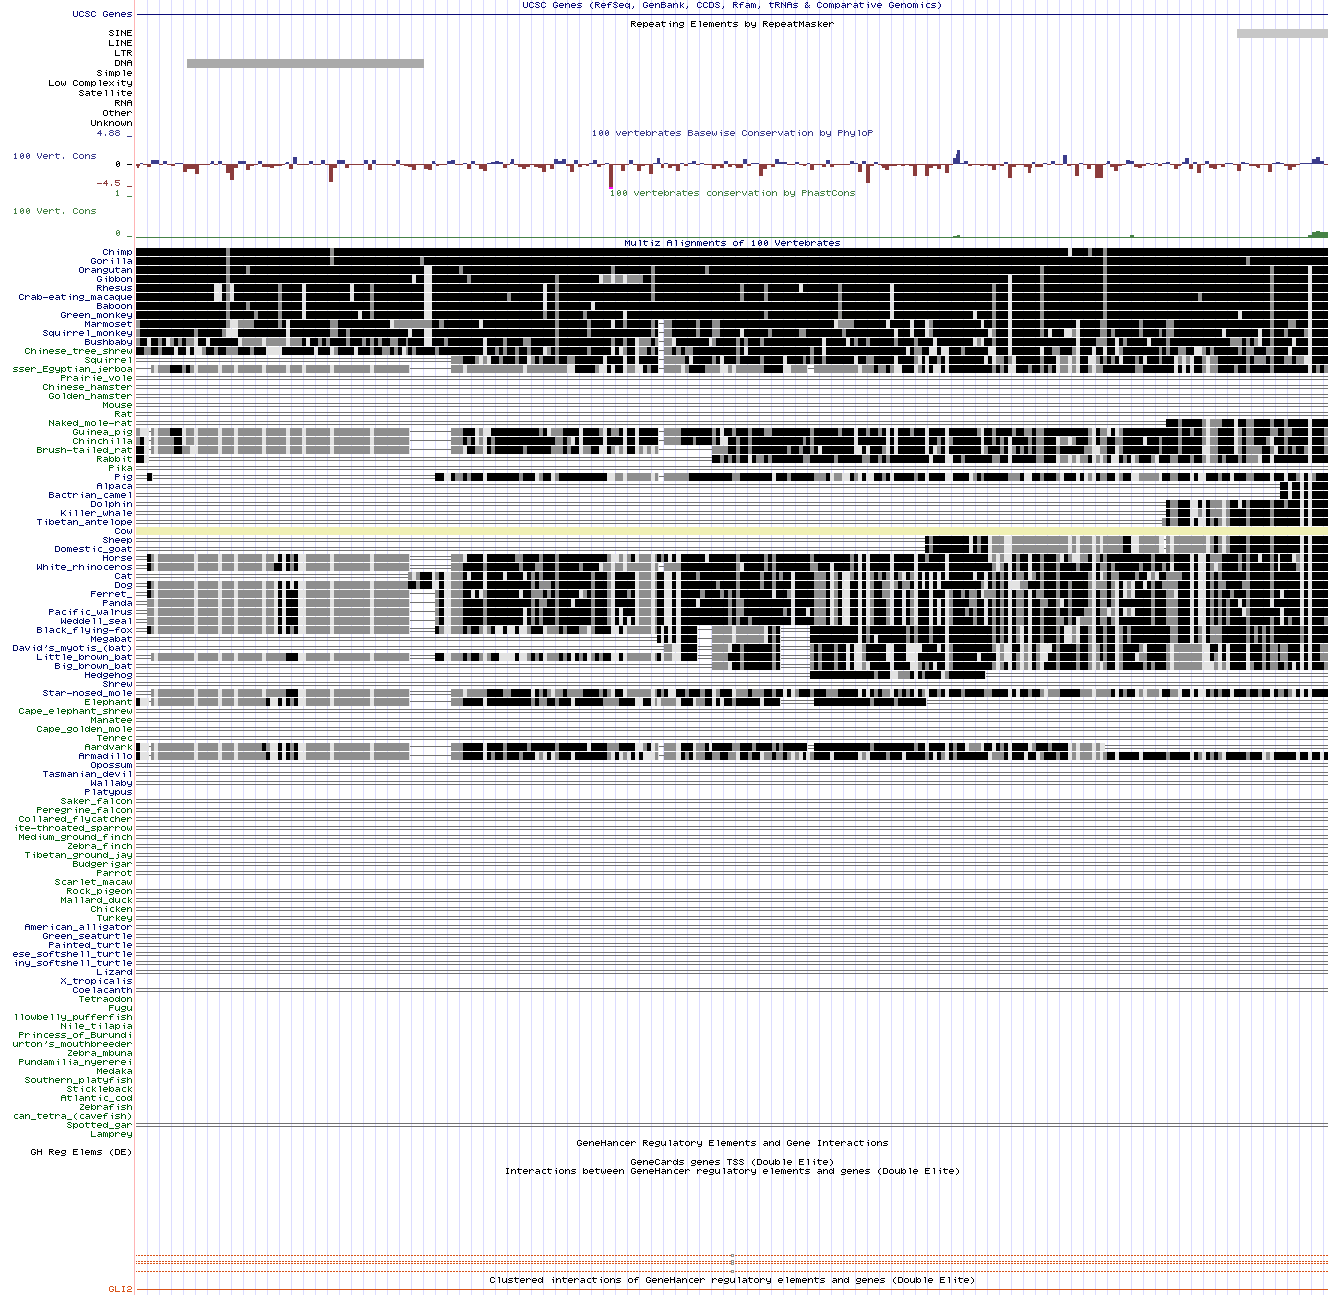 UCSC Genes (RefSeq, GenBank, CCDS, Rfam, tRNAs & Comparative Genomics)
UCSC Genes
Repeating Elements by RepeatMasker
SINE
LINE
LTR
DNA
Simple
Low Complexity
Satellite
RNA
Other
Unknown
4.88 _
100 vertebrates Basewise Conservation by PhyloP
100 Vert. Cons
0 _
-4.5 _
100 vertebrates conservation by PhastCons
1 _
100 Vert. Cons
0 _
Multiz Alignments of 100 Vertebrates
Chimp
Gorilla
Orangutan
Gibbon
Rhesus
Crab-eating_macaque
Baboon
Green_monkey
Marmoset
Squirrel_monkey
Bushbaby
Chinese_tree_shrew
Squirrel
sser_Egyptian_jerboa
Prairie_vole
Chinese_hamster
Golden_hamster
Mouse
Rat
Naked_mole-rat
Guinea_pig
Chinchilla
Brush-tailed_rat
Rabbit
Pika
Pig
Alpaca
Bactrian_camel
Dolphin
Killer_whale
Tibetan_antelope
Cow
Sheep
Domestic_goat
Horse
White_rhinoceros
Cat
Dog
Ferret_
Panda
Pacific_walrus
Weddell_seal
Black_flying-fox
Megabat
David's_myotis_(bat)
Little_brown_bat
Big_brown_bat
Hedgehog
Shrew
Star-nosed_mole
Elephant
Cape_elephant_shrew
Manatee
Cape_golden_mole
Tenrec
Aardvark
Armadillo
Opossum
Tasmanian_devil
Wallaby
Platypus
Saker_falcon
Peregrine_falcon
Collared_flycatcher
ite-throated_sparrow
Medium_ground_finch
Zebra_finch
Tibetan_ground_jay
Budgerigar
Parrot
Scarlet_macaw
Rock_pigeon
Mallard_duck
Chicken
Turkey
American_alligator
Green_seaturtle
Painted_turtle
ese_softshell_turtle
iny_softshell_turtle
Lizard
X_tropicalis
Coelacanth
Tetraodon
Fugu
llowbelly_pufferfish
Nile_tilapia
Princess_of_Burundi
urton's_mouthbreeder
Zebra_mbuna
Pundamilia_nyererei
Medaka
Southern_platyfish
Stickleback
Atlantic_cod
Zebrafish
can_tetra_(cavefish)
Spotted_gar
Lamprey
GeneHancer Regulatory Elements and Gene Interactions
GH Reg Elems (DE)
GeneCards genes TSS (Double Elite)
Interactions between GeneHancer regulatory elements and genes (Double Elite)
Clustered interactions of GeneHancer regulatory elements and genes (Double Elite)
GLI2